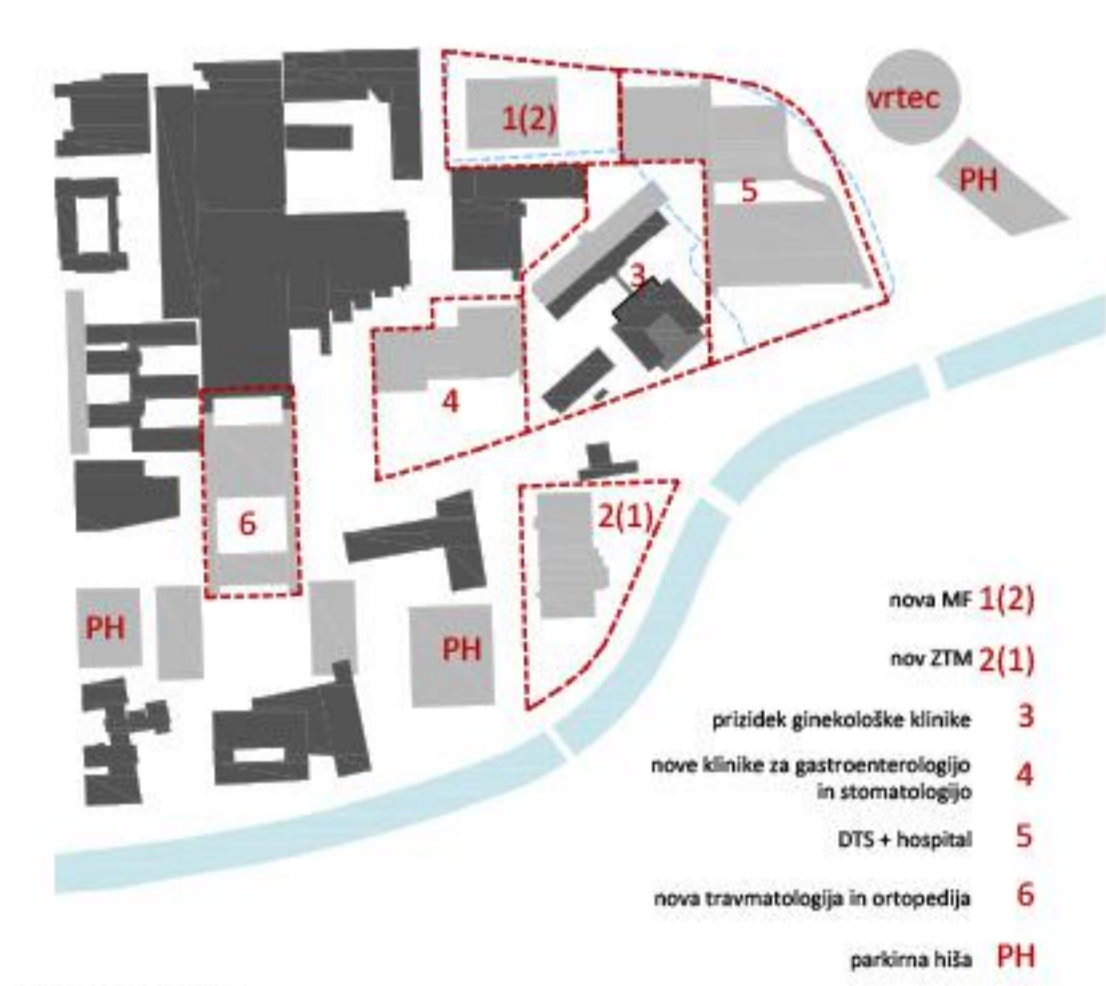 1(2)
vrtec
PH
5
3
4
6
2(1)
PH
PH
nova MF 1(2)
nov ZTM 2(1)
prizidek ginekološke klinike 3
nove klinike za gastroenterologijo
in stomatologijo 4
DTS + hospital 5
nova travmatologija in ortopedija 6
parkirna hiša PH